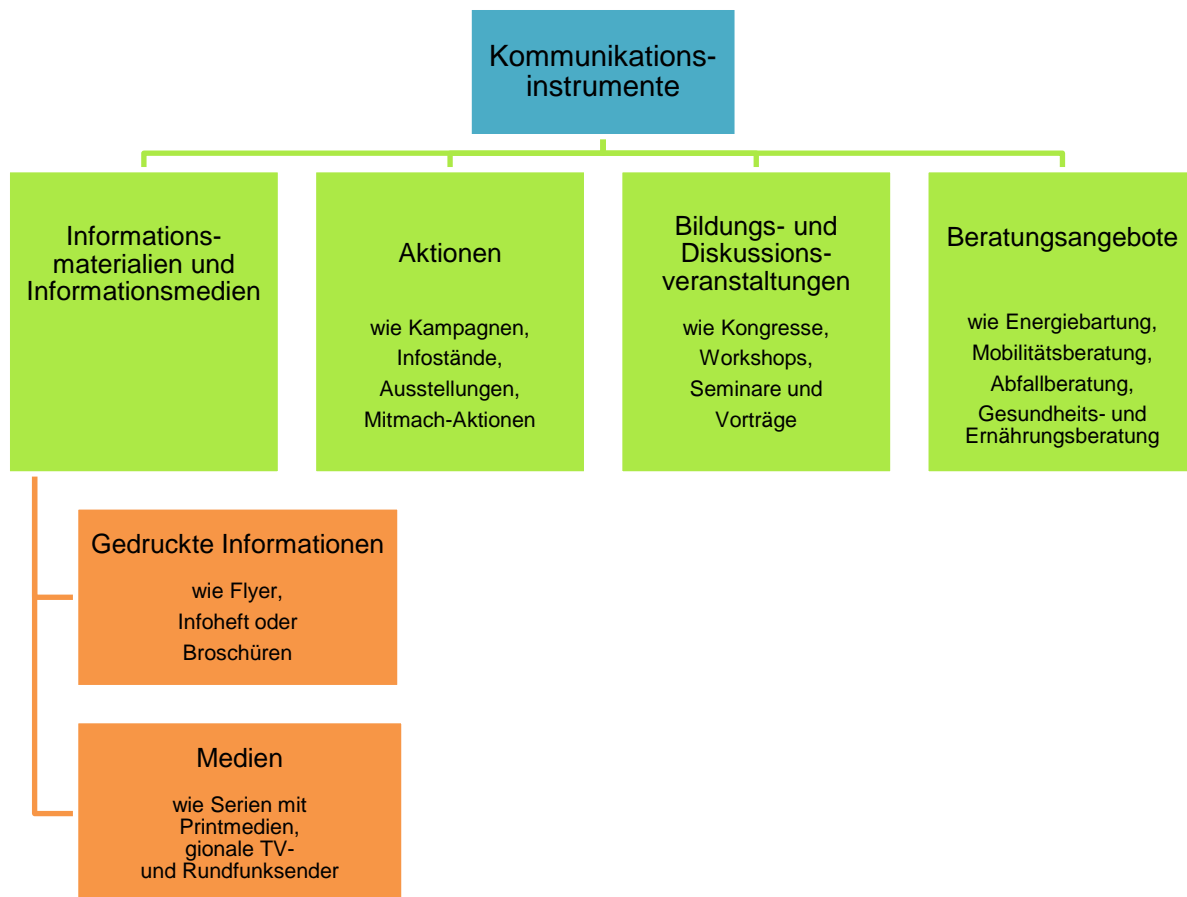 Kommunikations-
instrumente
Informations-
materialien und
Informationsmedien
Aktionen
wie Kampagnen,
Infostände,
Ausstellungen,
Mitmach-Aktionen
Bildungs- und
Diskussions-
veranstaltungen
wie Kongresse,
Workshops,
Seminare und
Vorträge
Beratungsangebote
wie Energiebartung,
Mobilitätsberatung,
Abfallberatung,
Gesundheits- und
Ernährungsberatung
Gedruckte Informationen
wie Flyer,
Infoheft oder
Broschüren
Medien
wie Serien mit
Printmedien,
gionale TV-
und Rundfunksender